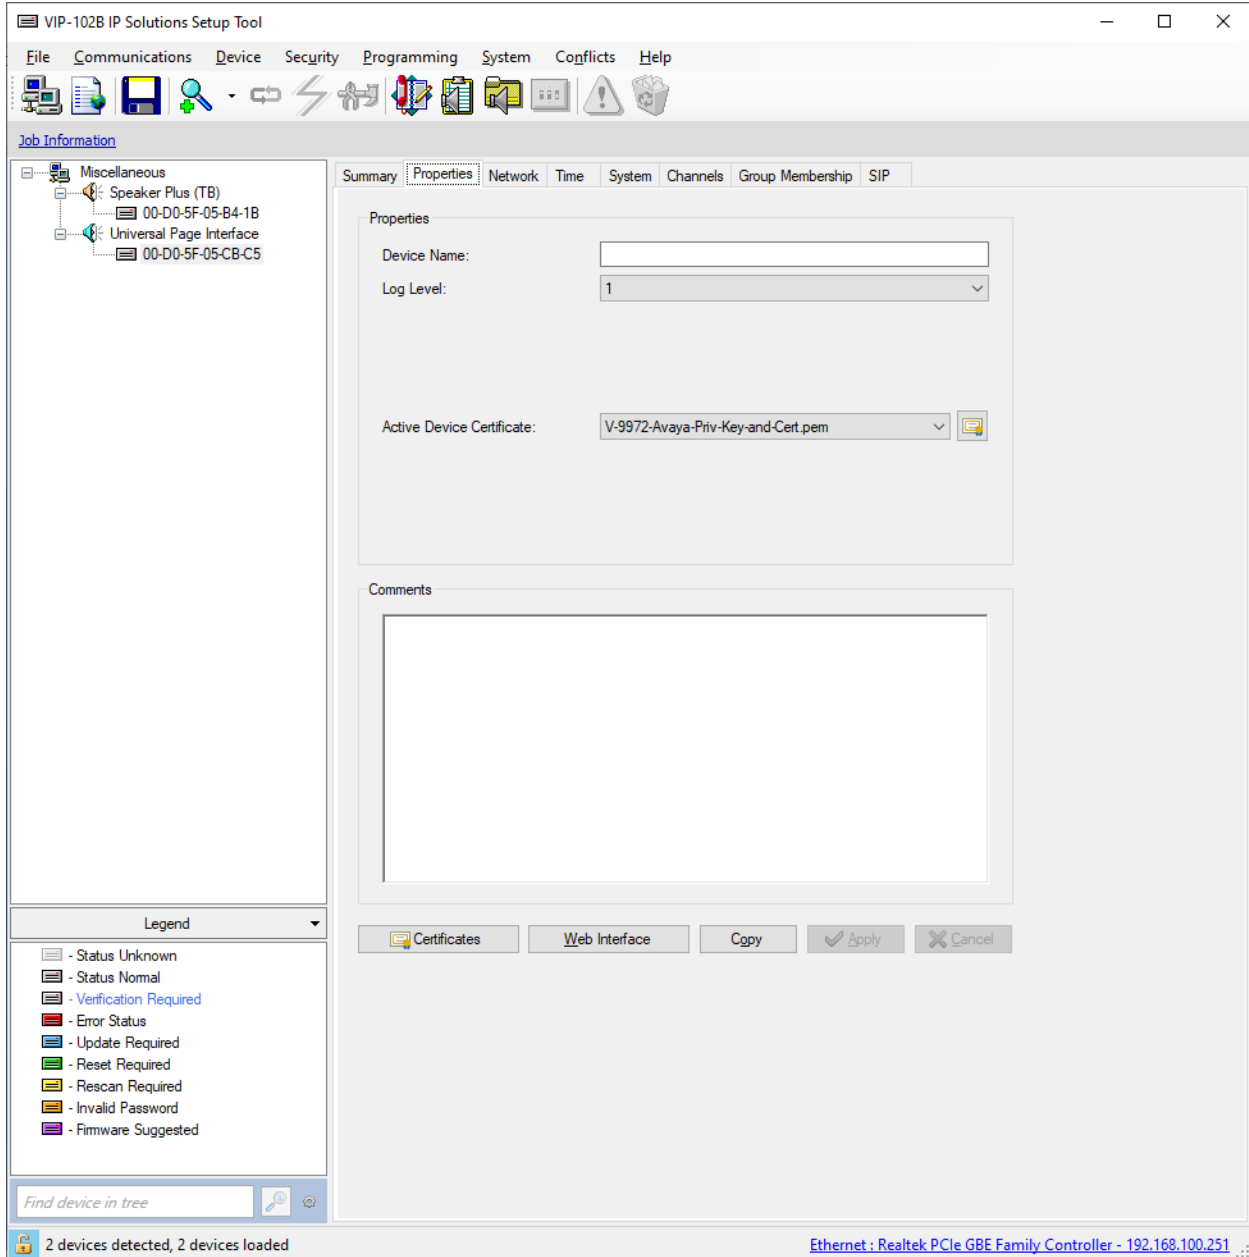 VIP-102B IP Solutions Setup Tool
File Communications Device Security Programming System Conflicts Help
Job Information
Miscellaneous
Speaker Plus (TB)
00-D0-5F-05-B4-1B
Universal Page Interface
00-D0-5F-05-CB-C5
Summary Properties Network Time System Channels Group Membership SIP
Properties
Device Name:
Log Level: 1
Active Device Certificate: V-9972-Avaya-Priv-Key-and-Cert.pem
Comments
Certificates Web Interface Copy Apply Cancel
Legend
- Status Unknown
- Status Normal
- Verification Required
- Error Status
- Update Required
- Reset Required
- Rescan Required
- Invalid Password
- Firmware Suggested
Find device in tree
2 devices detected, 2 devices loaded
Ethernet : Realtek PCIe GBE Family Controller - 192.168.100.251